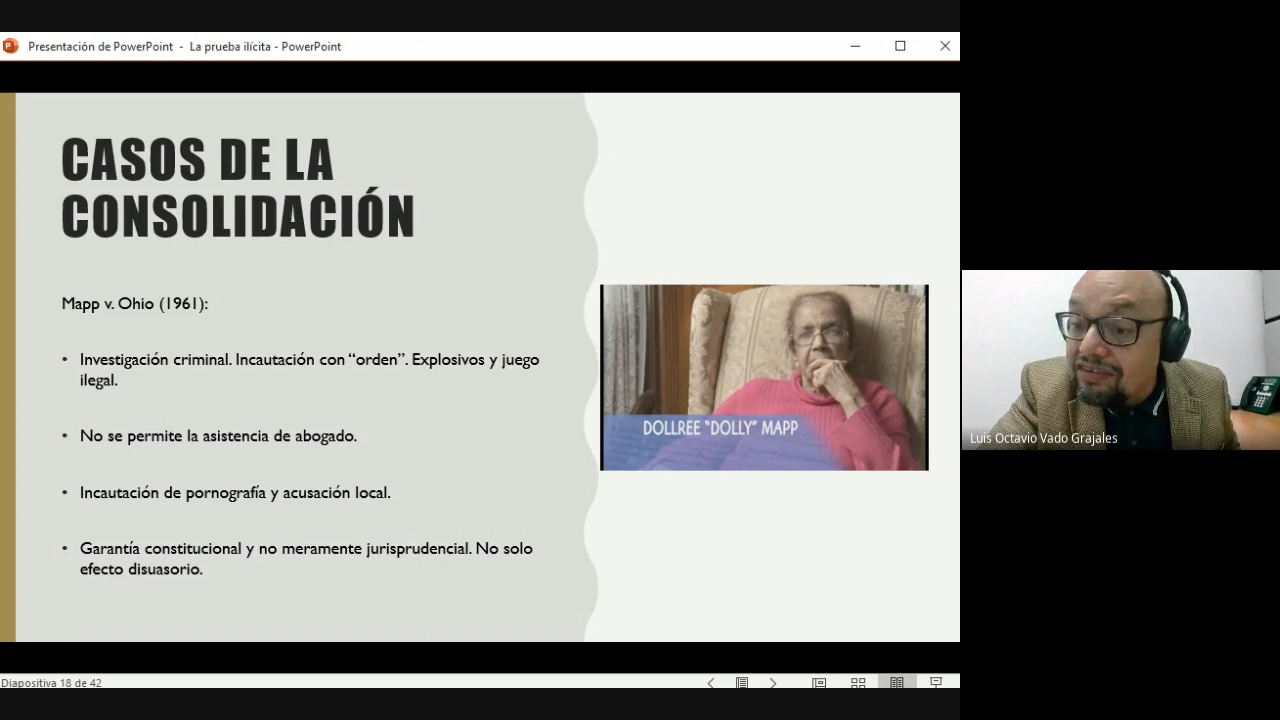 Presentación de PowerPoint - La prueba ilícita - PowerPoint
CASOS DE LA
CONSOLIDACIÓN
Mapp v. Ohio (1961):
• Investigación criminal. Incautación con “orden”. Explosivos y juego
ilegal.
• No se permite la asistencia de abogado.
• Incautación de pornografía y acusación local.
• Garantía constitucional y no meramente jurisprudencial. No solo
efecto disuasorio.
DOLLREE "DOLLY" MAPP
Luis Octavio Vado Grajales
Diapositiva 18 de 42